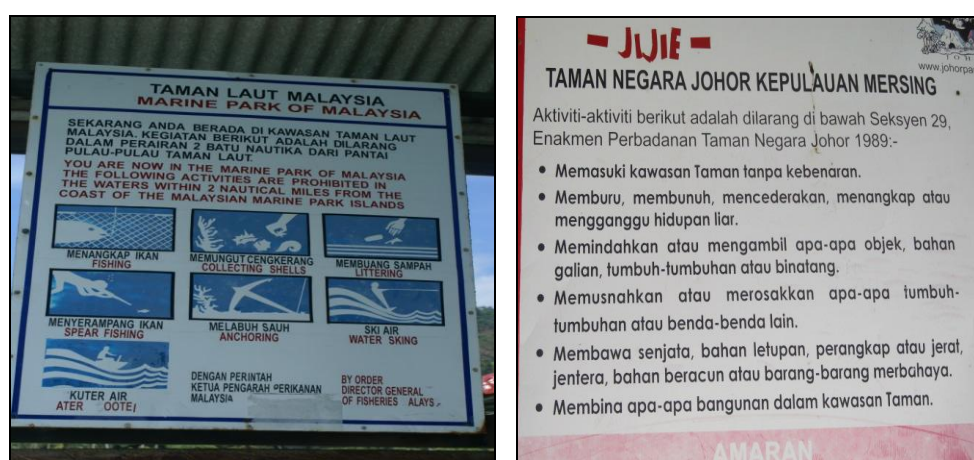 TAMAN LAUT MALAYSIA
MARINE PARK OF MALAYSIA
SEKARANG ANDA BERADA DI KAWASAN TAMAN LAUT
MALAYSIA. KEGIATAN BERIKUT ADALAH DILARANG
DALAM PERAIRAN 2 BATU NAUTIKA DARI PANTAI
PULAU-PULAU TAMAN LAUT.
YOU ARE NOW IN THE MARINE PARK OF MALAYSIA
THE FOLLOWING ACTIVITIES ARE PROHIBITED IN
THE WATERS WITHIN 2 NAUTICAL MILES FROM THE
COAST OF THE MALAYSIAN MARINE PARK ISLANDS
MENANGKAP IKAN
FISHING
MEMUNGUT CENGKERANG
COLLECTING SHELLS
MEMBUANG SAMPAH
LITTERING
MENYERAMPANG IKAN
SPEAR FISHING
MELABUH SAUH
ANCHORING
SKI AIR
WATER SKING
KUTER AIR
DENGAN PERINTAH
KETUA PENGARAH PERIKANAN
MALAYSIA
BY ORDER
DIRECTOR GENERAL
OF FISHERIES
- JIJIE -
TAMAN NEGARA JOHOR KEPULAUAN MERSING
Aktiviti-aktiviti berikut adalah dilarang di bawah Seksyen 29,
Enakmen Perbadanan Taman Negara Johor 1989:-
• Memasuki kawasan Taman tanpa kebenaran.
• Memburu, membunuh, mencederakan, menangkap atau
mengganggu hidupan liar.
• Memindahkan atau mengambil apa-apa objek, bahan
galian, tumbuh-tumbuhan atau binatang.
• Memusnahkan atau merosakkan apa-apa tumbuh-
tumbuhan atau benda-benda lain.
• Membawa senjata, bahan letupan, perangkap atau jerat,
jentera, bahan beracun atau barang-barang merbahaya.
• Membina apa-apa bangunan dalam kawasan Taman.
AMARAN